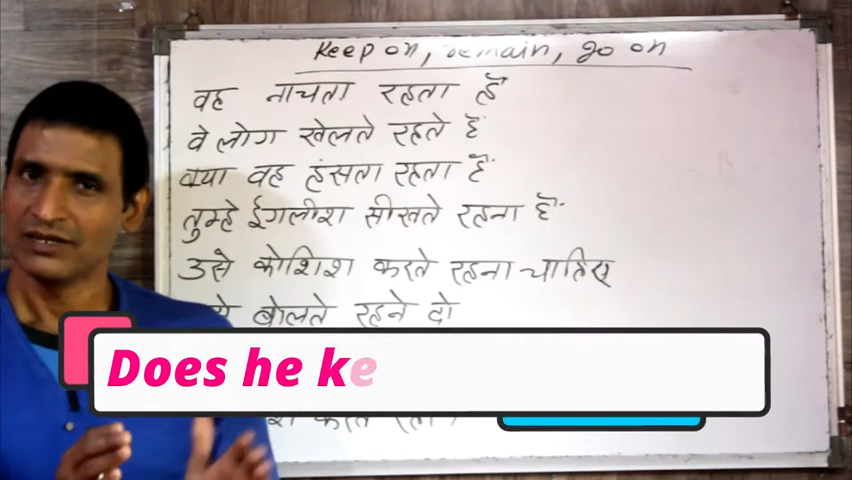 Keep on, remain, go on
वह नाचता रहता है
वे लोग खेलते रहते हैं
क्या वह हंसता रहता है
तुम्हे ईंगलीश सीखते रहना है
उसे कोशिश करते रहना चाहिए
बोलते रहने दो
Does he ke